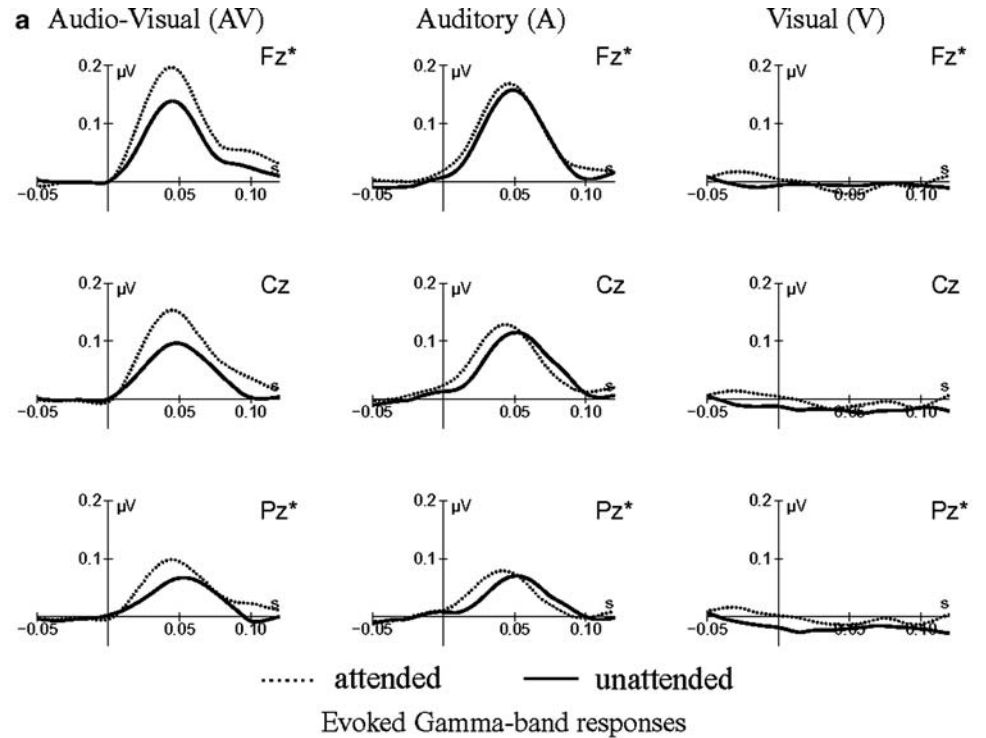 a Audio-Visual (AV) Auditory (A) Visual (V)
Fz* Fz* Fz*
0.2 µV 0.2 µV 0.2 µV
0.1 0.1 0.1
s s s
−0.05 0.05 0.10 −0.05 0.05 0.10 −0.05 0.05 0.10
Cz Cz Cz
0.2 µV 0.2 µV 0.2 µV
0.1 0.1 0.1
s s s
−0.05 0.05 0.10 −0.05 0.05 0.10 −0.05 0.05 0.10
Pz* Pz* Pz*
0.2 µV 0.2 µV 0.2 µV
0.1 0.1 0.1
s s s
−0.05 0.05 0.10 −0.05 0.05 0.10 −0.05 0.05 0.10
attended unattended
Evoked Gamma-band responses